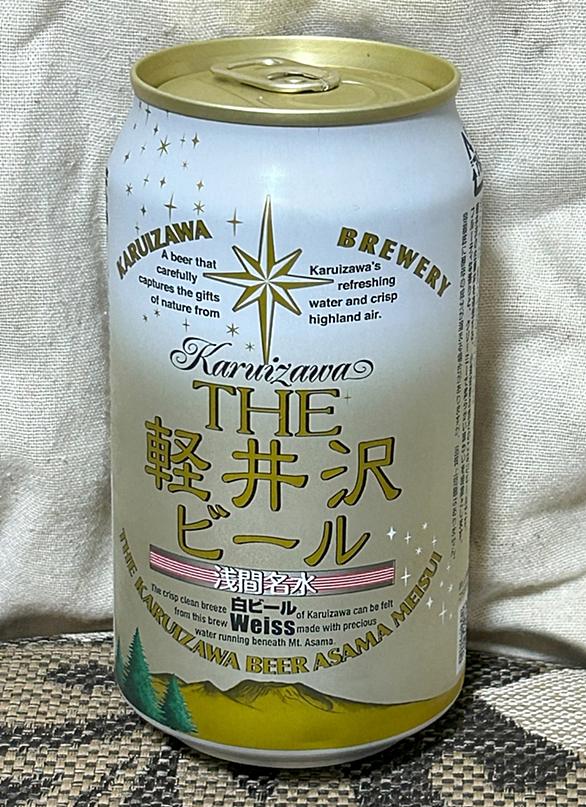 KARUIZAWA BREWERY
A beer that
carefully
captures the gifts
of nature from
Karuizawa's
refreshing
water and crisp
highland air.
Karuizawa
THE
軽井沢
ビール
浅間名水
白ビール
Weiss
The crisp clean breeze of Karuizawa can be felt
from this brew made with precious
water running beneath Mt. Asama.
THE KARUIZAWA BEER ASAMA MEISUI